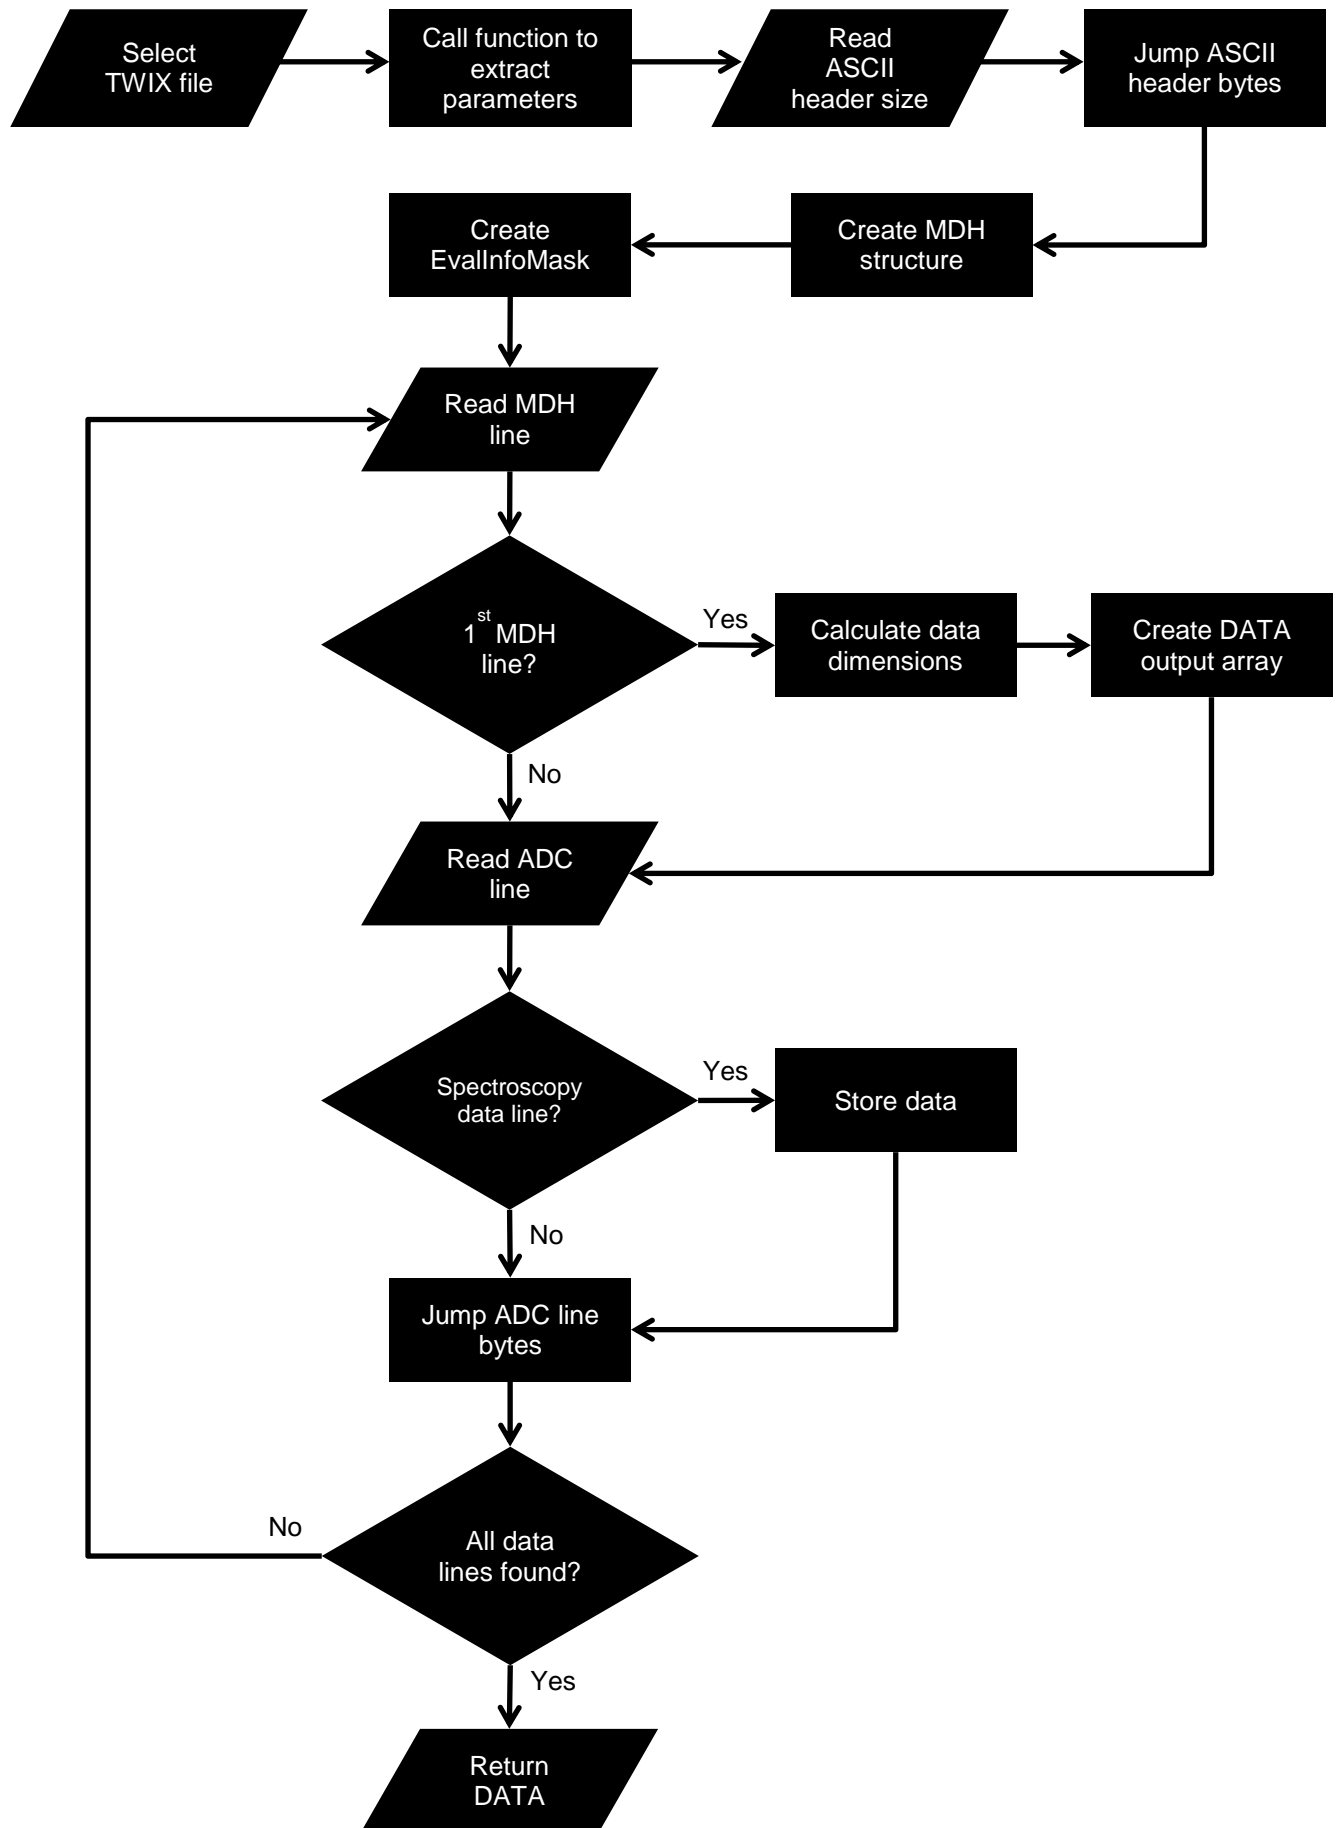 Select
TWIX file
Call function to
extract
parameters
Read
ASCII
header size
Jump ASCII
header bytes
Create MDH
structure
Create
EvalInfoMask
Read MDH
line
1st MDH
line?
Yes
Calculate data
dimensions
Create DATA
output array
No
Read ADC
line
Spectroscopy
data line?
Yes
Store data
No
Jump ADC line
bytes
All data
lines found?
No
Yes
Return
DATA